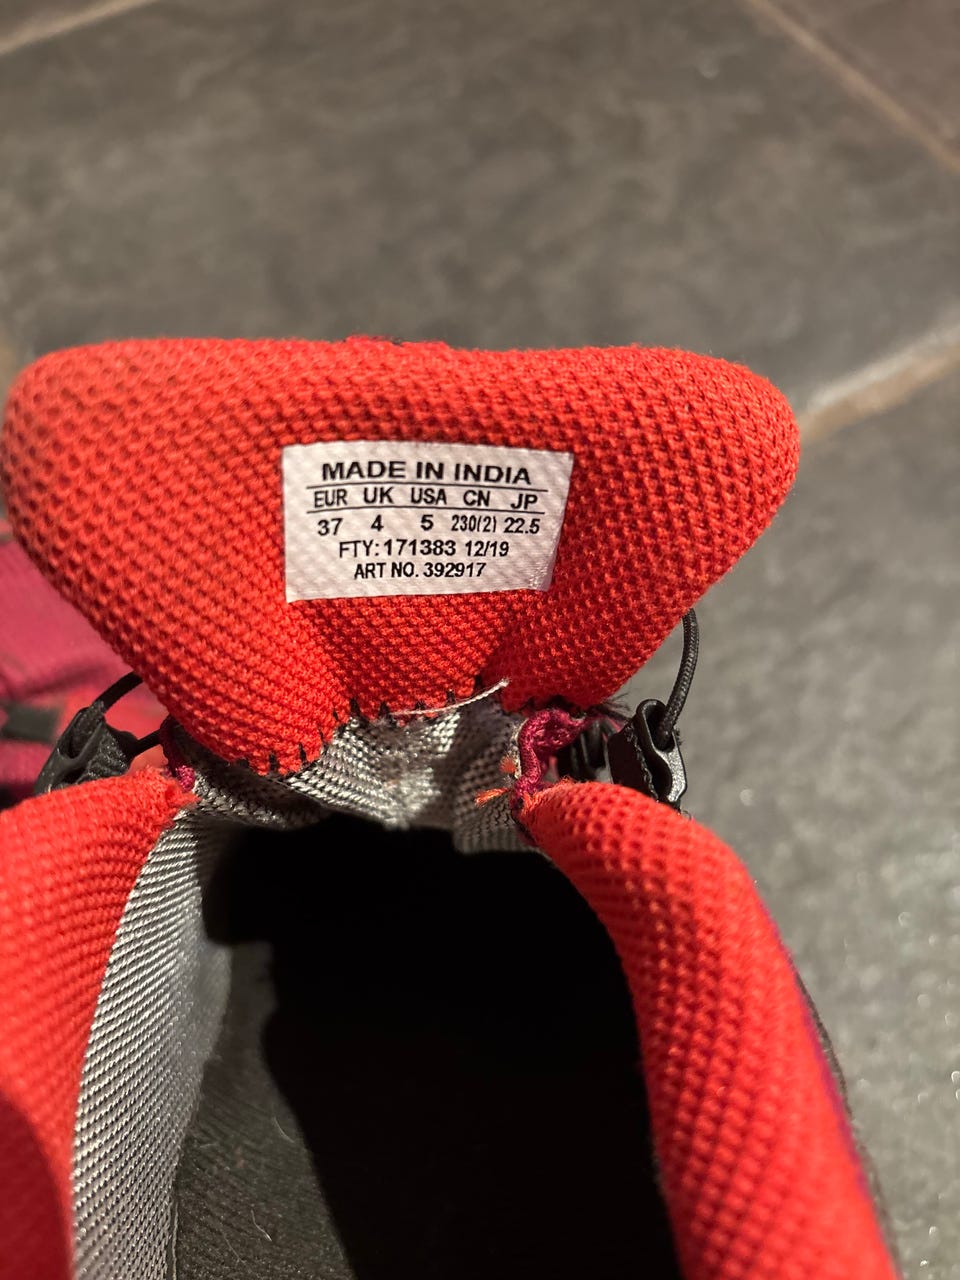 MADE IN INDIA
EUR UK USA CN JP
37 4 5 230(2) 22.5
FTY: 171383 12/19
ART NO. 392917